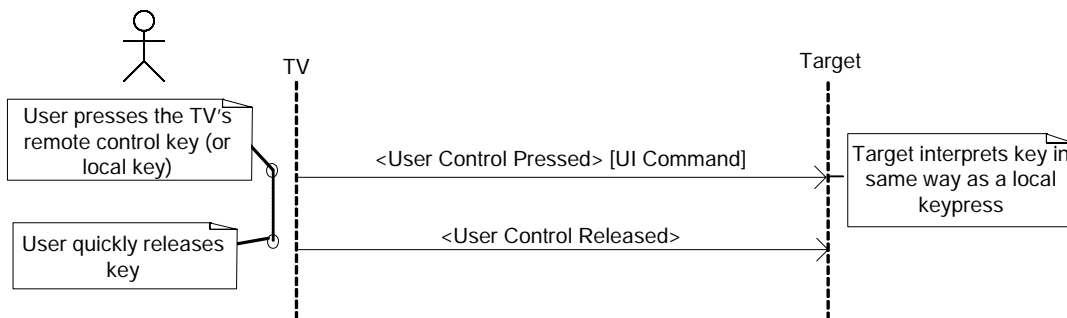 TV
Target
User presses the TV's
remote control key (or
local key)
<User Control Pressed> [UI Command]
Target interprets key in
same way as a local
keypress
User quickly releases
key
<User Control Released>